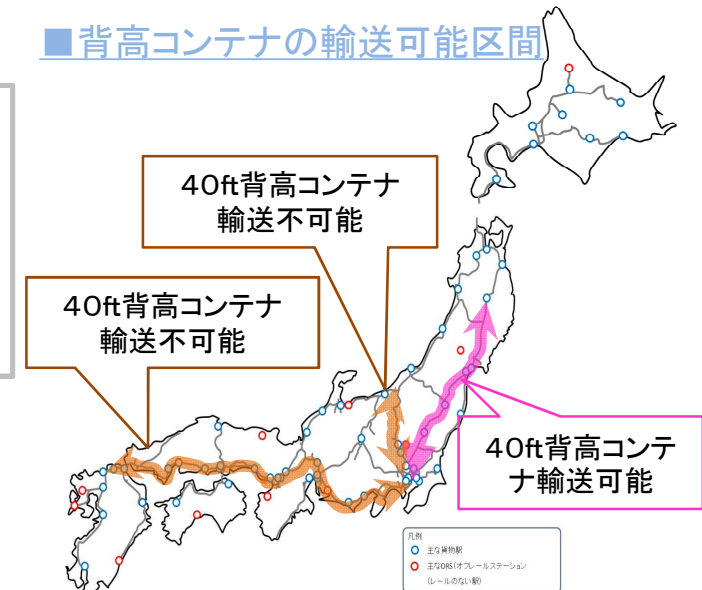 ■背高コンテナの輸送可能区間
40ft背高コンテナ
輸送不可能
40ft背高コンテナ
輸送不可能
40ft背高コンテ
ナ輸送可能
凡例
主な貨物駅
主なORS(オフレールステーション
(レールのない駅)